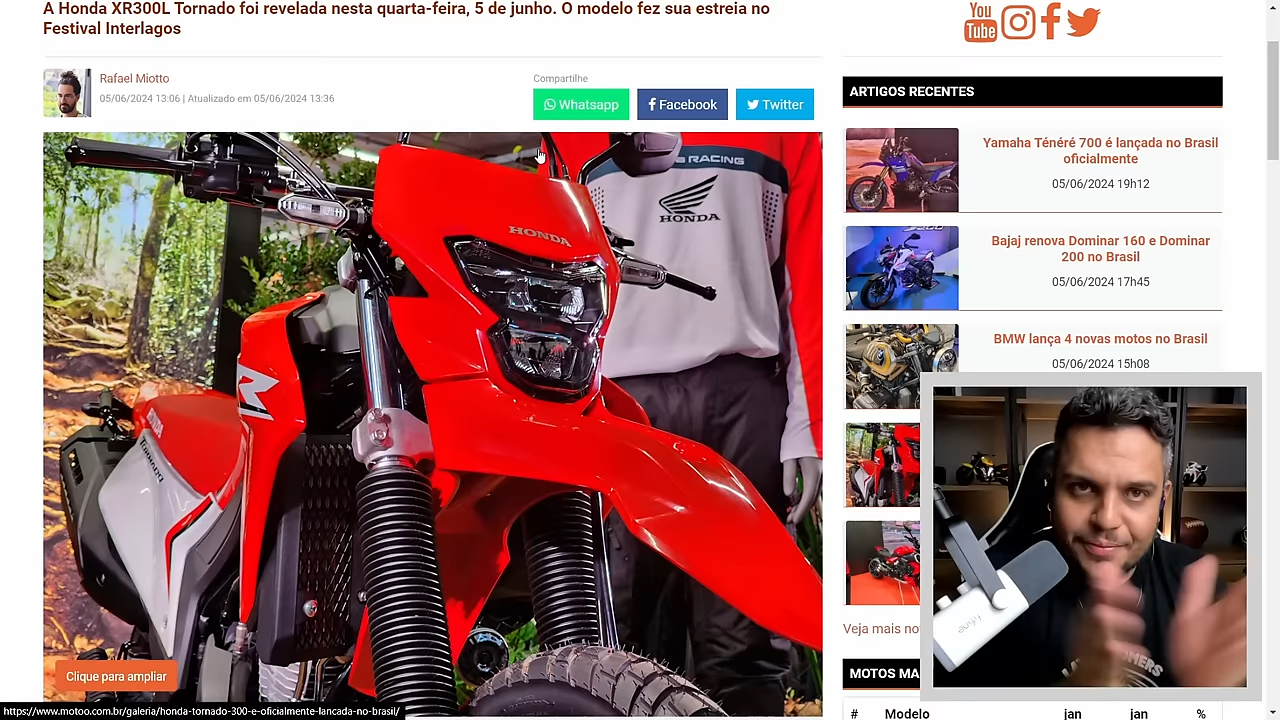 A Honda XR300L Tornado foi revelada nesta quarta-feira, 5 de junho. O modelo fez sua estreia no
Festival Interlagos
Rafael Miotto
05/06/2024 13:06 | Atualizado em 05/06/2024 13:36
Compartilhe
Whatsapp
Facebook
Twitter
RACING
HONDA
HONDA
Clique para ampliar
https://www.motoo.com.br/galeria/honda-tornado-300-e-oficialmente-lancada-no-brasil/
You
Tube
ARTIGOS RECENTES
Yamaha Ténéré 700 é lançada no Brasil
oficialmente
05/06/2024 19h12
Bajaj renova Dominar 160 e Dominar
200 no Brasil
05/06/2024 17h45
BMW lança 4 novas motos no Brasil
05/06/2024 15h08
Veja mais no
MOTOS MA
# Modelo jan jan %
fifine